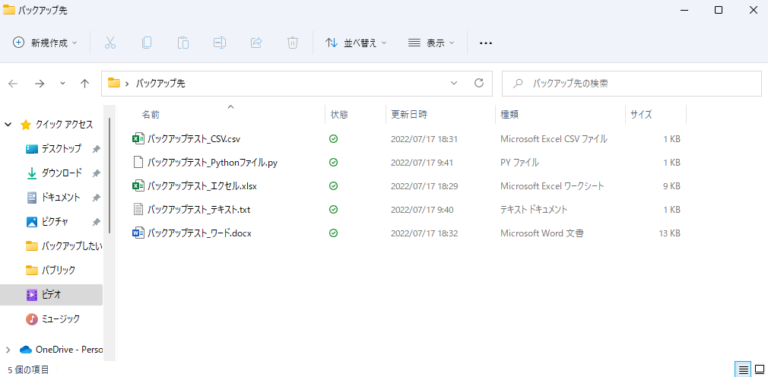 バックアップ先
新規作成 並べ替え 表示 •••
バックアップ先 バックアップ先の検索
名前 状態 更新日時 種類 サイズ
クイック アクセス
デスクトップ
ダウンロード
ドキュメント
ピクチャ
バックアップしたい
パブリック
ビデオ
ミュージック
OneDrive - Perso
バックアップテスト_CSV.csv 2022/07/17 18:31 Microsoft Excel CSV ファイル 1 KB
バックアップテスト_Pythonファイル.py 2022/07/17 9:41 PY ファイル 1 KB
バックアップテスト_エクセル.xlsx 2022/07/17 18:29 Microsoft Excel ワークシート 9 KB
バックアップテスト_テキスト.txt 2022/07/17 9:40 テキスト ドキュメント 1 KB
バックアップテスト_ワード.docx 2022/07/17 18:32 Microsoft Word 文書 13 KB
5 個の項目